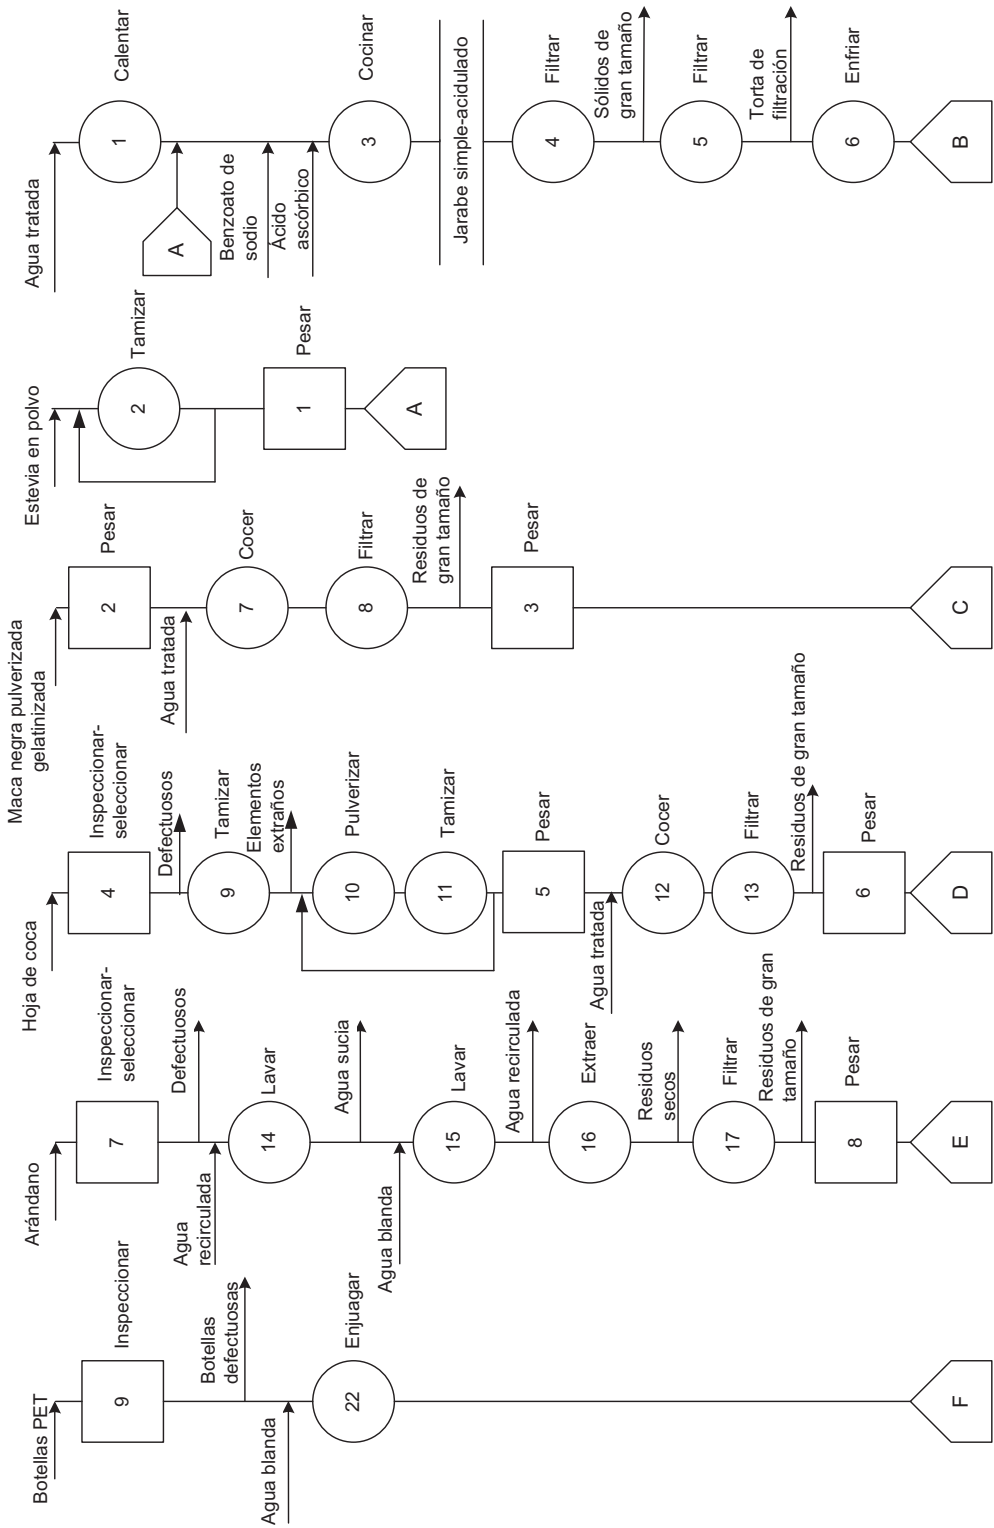 Botellas PET
9
Inspeccionar
Botellas
defectuosas
Agua blanda
22
Enjuagar
F
Arándano
7
Inspeccionar-
seleccionar
Defectuosos
Agua
recirculada
14
Lavar
Agua sucia
Agua blanda
15
Lavar
Agua recirculada
16
Extraer
Residuos
secos
17
Filtrar
Residuos de gran
tamaño
8
Pesar
E
Hoja de coca
4
Inspeccionar-
seleccionar
Defectuosos
9
Tamizar
Elementos
extraños
10
Pulverizar
11
Tamizar
5
Pesar
Agua tratada
12
Cocer
13
Filtrar
Residuos de gran tamaño
6
Pesar
D
Maca negra pulverizada
gelatinizada
2
Pesar
Agua tratada
7
Cocer
8
Filtrar
Residuos de
gran tamaño
3
Pesar
C
Estevia en polvo
2
Tamizar
1
Pesar
A
Agua tratada
1
Calentar
A
Benzoato de
sodio
Ácido
ascórbico
3
Cocinar
Jarabe simple-acidulado
4
Filtrar
Sólidos de
gran tamaño
5
Filtrar
Torta de
filtración
6
Enfriar
B